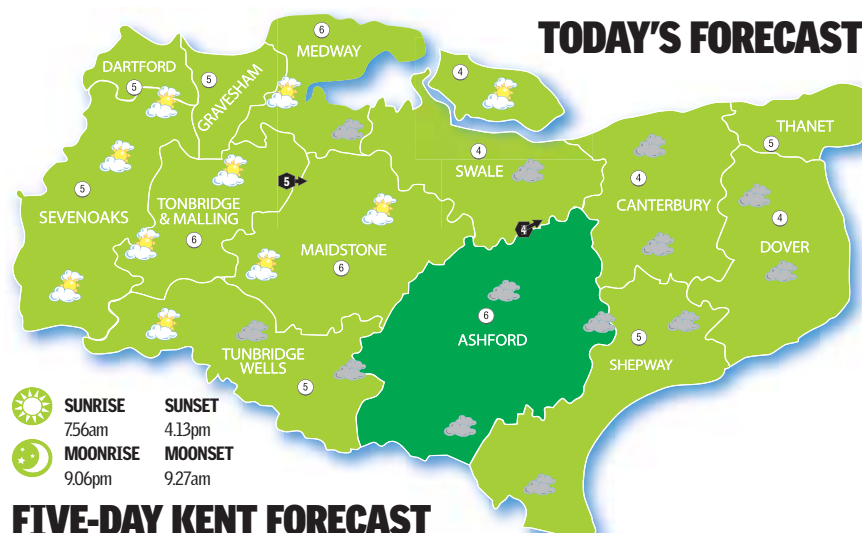 TODAY'S FORECAST
6
MEDWAY
DARTFORD
5
5
GRAVESHAM
4
THANET
5
4
SWALE
5
SEVENOAKS
5
TONBRIDGE
& MALLING
6
4
CANTERBURY
4
DOVER
MAIDSTONE
6
4
6
ASHFORD
5
SHEPWAY
TUNBRIDGE
WELLS
5
SUNRISE SUNSET
7.56am 4.13pm
MOONRISE MOONSET
9.06pm 9.27am
FIVE-DAY KENT FORECAST